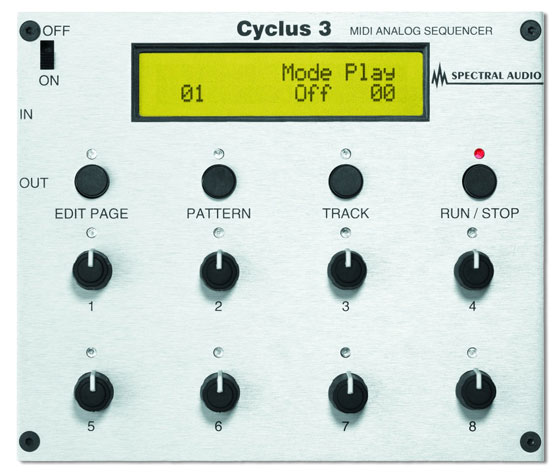 OFF
Cyclus 3 MIDI ANALOG SEQUENCER
ON
Mode Play
01 Off 00
SPECTRAL AUDIO
IN
OUT
EDIT PAGE PATTERN TRACK RUN / STOP
1 2 3 4
5 6 7 8